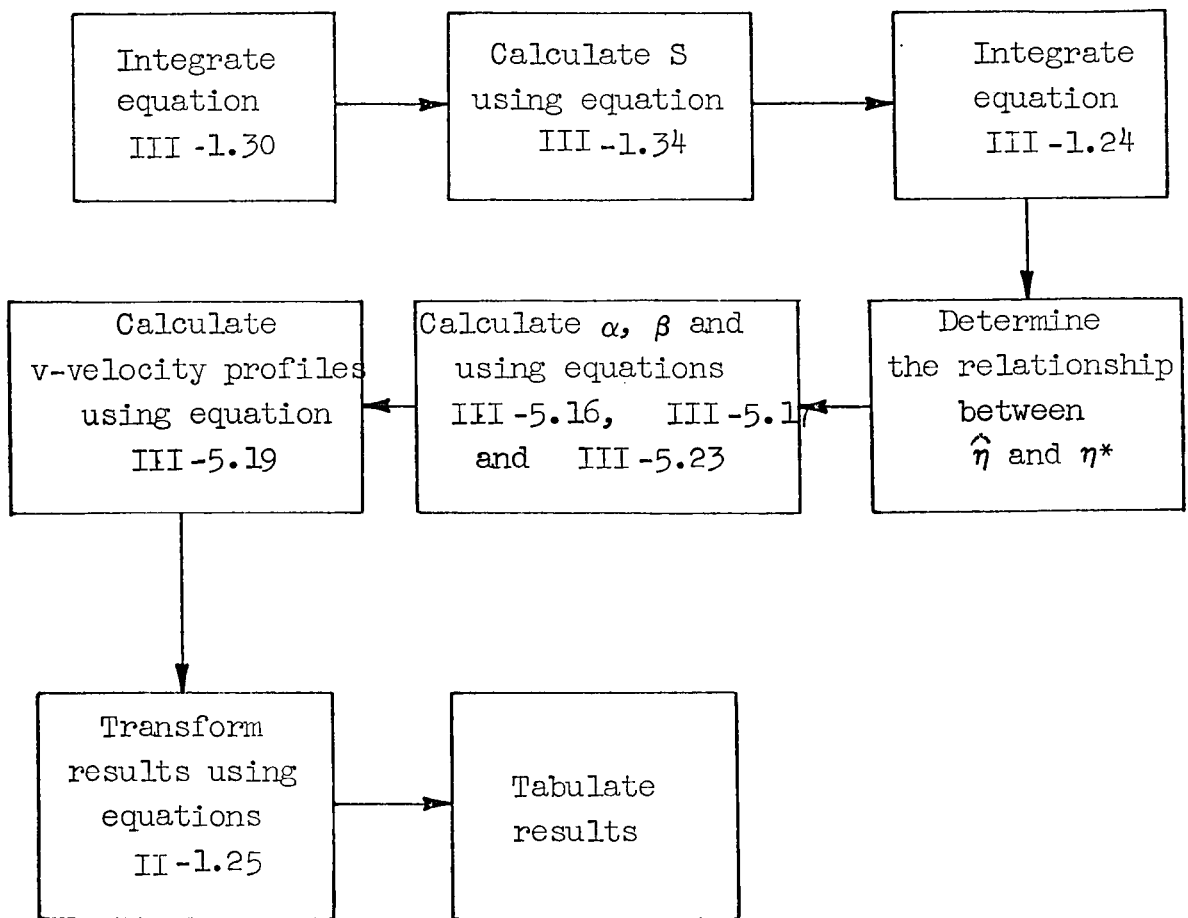 Integrate
equation
III-1.30
Calculate S
using equation
III-1.34
Integrate
equation
III-1.24
Determine
the relationship
between
η̂ and η*
Calculate α, β and
using equations
III-5.16, III-5.17
and III-5.23
Calculate
v-velocity profiles
using equation
III-5.19
Transform
results using
equations
II-1.25
Tabulate
results